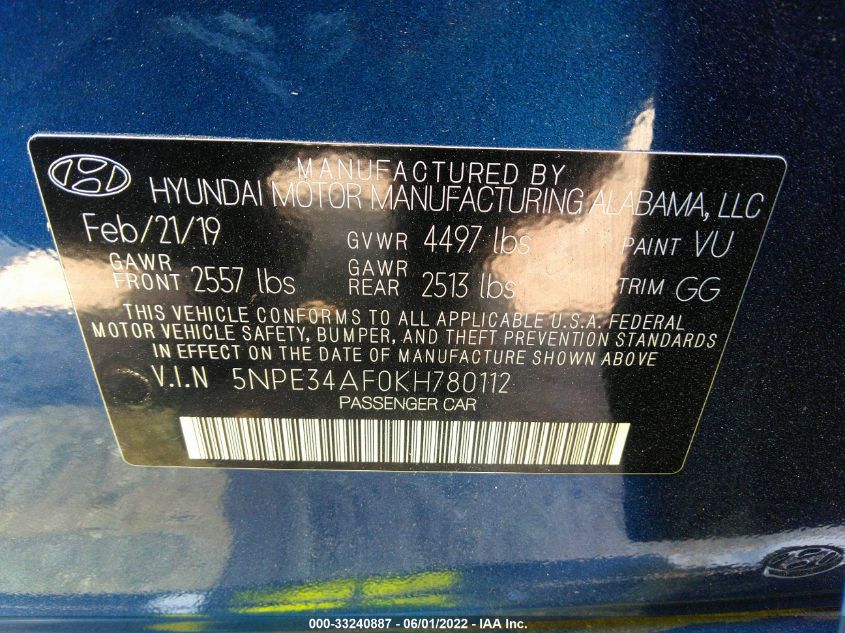 MANUFACTURED BY
HYUNDAI MOTOR MANUFACTURING ALABAMA, LLC
Feb/21/19 GVWR 4497 lbs PAINT VU
GAWR FRONT 2557 lbs GAWR REAR 2513 lbs TRIM GG
THIS VEHICLE CONFORMS TO ALL APPLICABLE U.S.A. FEDERAL
MOTOR VEHICLE SAFETY, BUMPER, AND THEFT PREVENTION STANDARDS
IN EFFECT ON THE DATE OF MANUFACTURE SHOWN ABOVE
V.I.N 5NPE34AF0KH780112
PASSENGER CAR
000-33240887 - 06/01/2022 - IAA Inc.